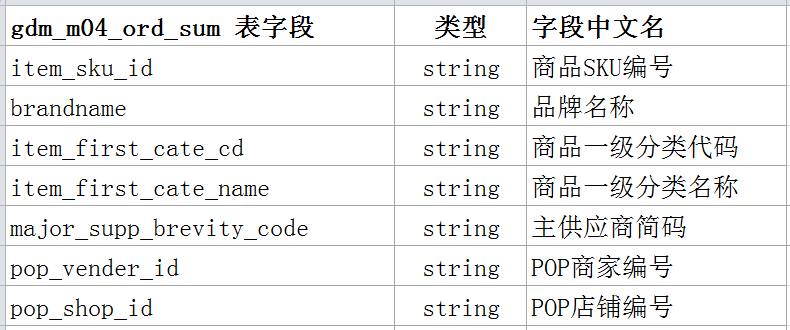 gdm_m04_ord_sum 表字段 类型 字段中文名
item_sku_id string 商品SKU编号
brandname string 品牌名称
item_first_cate_cd string 商品一级分类代码
item_first_cate_name string 商品一级分类名称
major_supp_brevity_code string 主供应商简码
pop_vender_id string POP商家编号
pop_shop_id string POP店铺编号